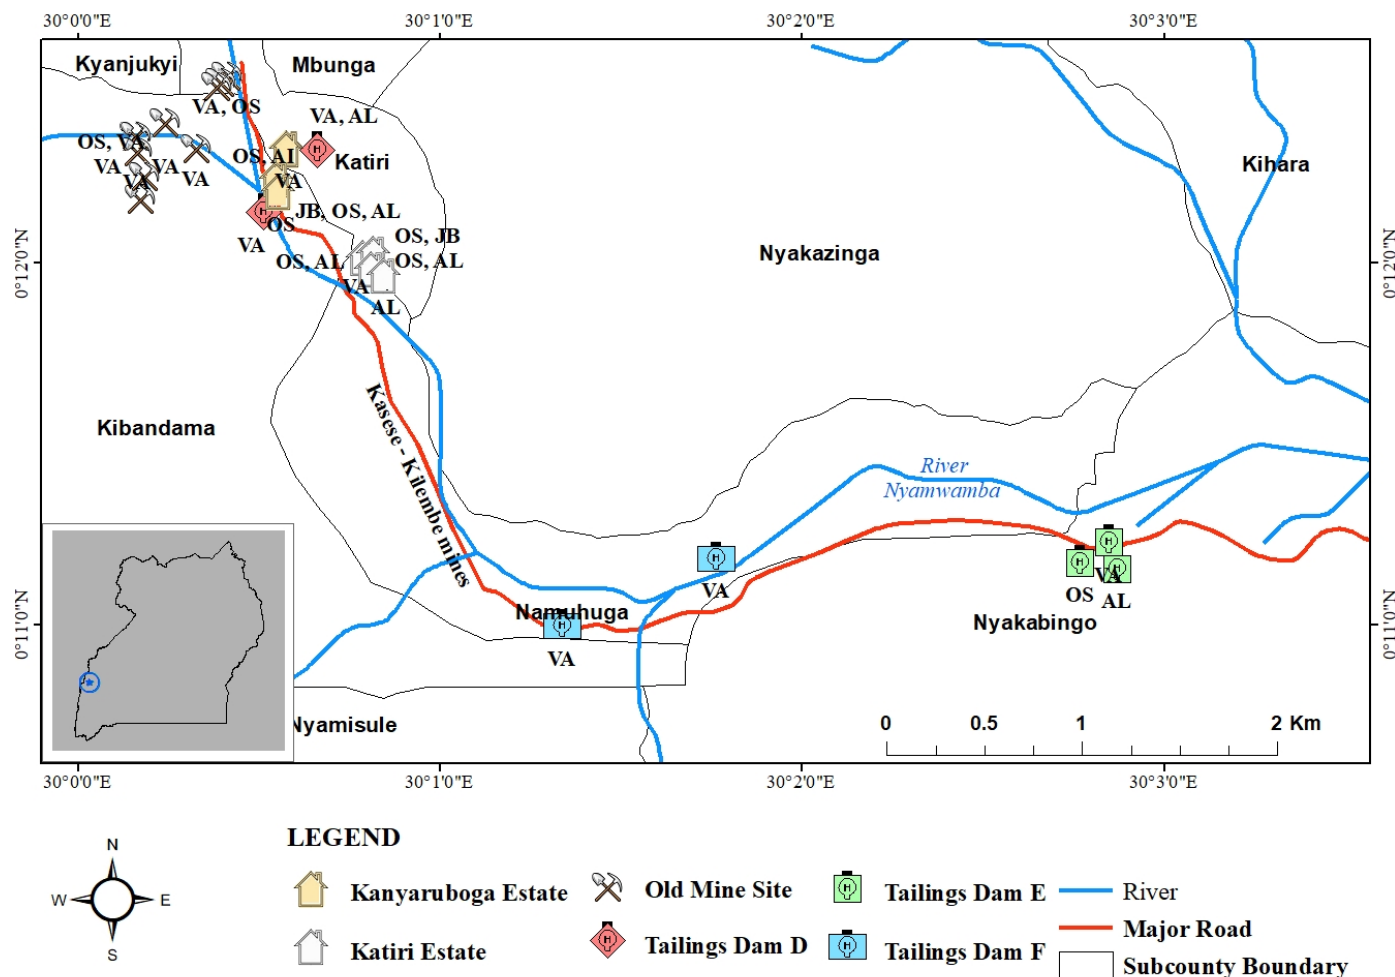 30°0'0"E
30°1'0"E
30°2'0"E
30°3'0"E
Kyanjukyi
Mbunga
VA, OS
VA, AL
OS, VA
OS, AI
Katiri
Kihara
VA
VA
VA
VA
VA
JB, OS, AL
OS
VA
OS, JB
Nyakazinga
OS, AL
OS, AL
0°12'0"N
0°12'0"N
VA
AL
Kasese - Kilembe mines
Kibandama
River
Nyamwamba
VA
VA
OS
AL
Namuhuga
Nyakabingo
0°11'0"N
0°11'0"N
VA
Nyamisule
0 0.5 1 2 Km
30°0'0"E
30°1'0"E
30°2'0"E
30°3'0"E
LEGEND
N
W
E
S
Kanyaruboga Estate
Old Mine Site
Tailings Dam E
River
Major Road
Katiri Estate
Tailings Dam D
Tailings Dam F
Subcounty Boundary